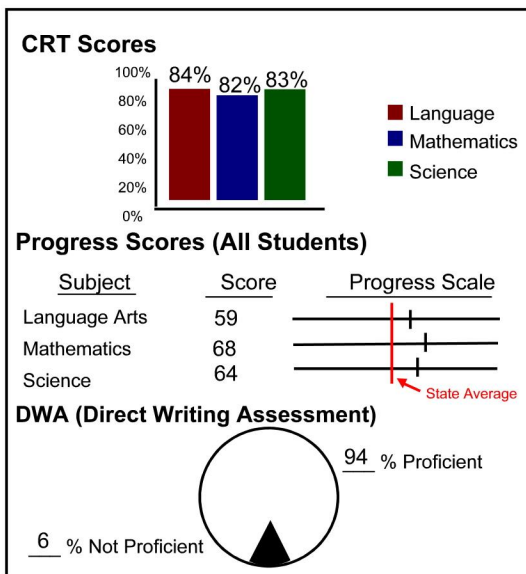 CRT Scores
100%
80%
60%
40%
20%
0%
84%
82%
83%
Language
Mathematics
Science
Progress Scores (All Students)
Subject Score Progress Scale
Language Arts 59
Mathematics 68
Science 64
State Average
DWA (Direct Writing Assessment)
94 % Proficient
6 % Not Proficient